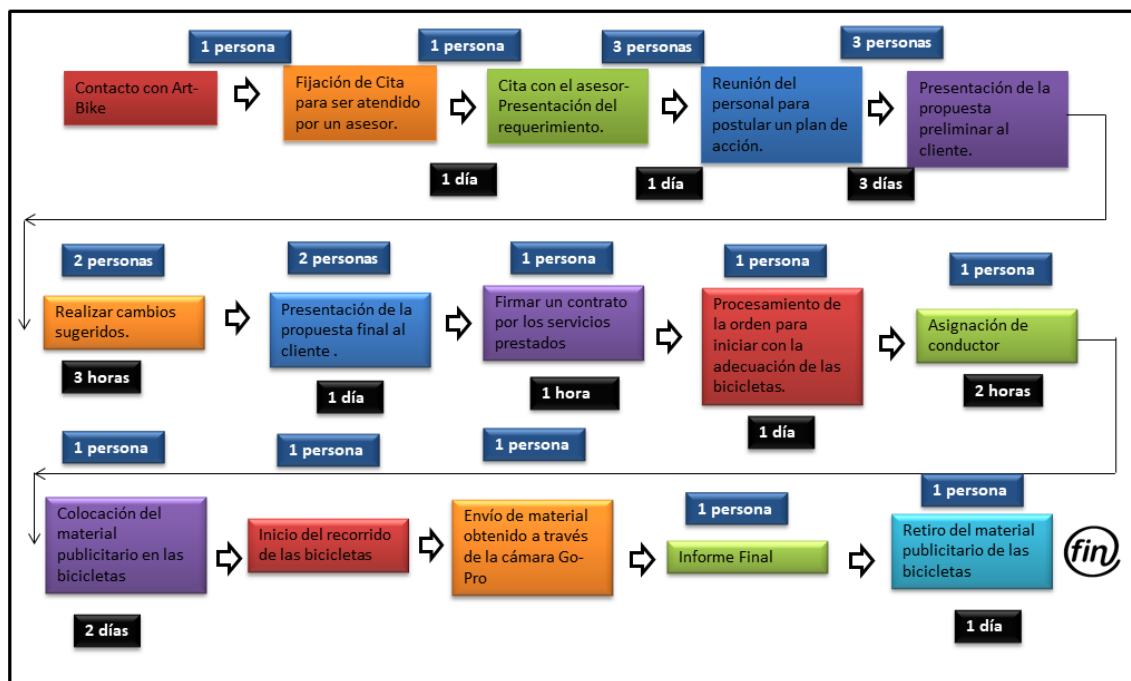 1 persona
1 persona
3 personas
3 personas
Contacto con Art-
Bike
Fijación de Cita
para ser atendido
por un asesor.
Cita con el asesor-
Presentación del
requerimiento.
Reunión del
personal para
postular un plan de
acción.
Presentación de la
propuesta
preliminar al
cliente.
1 día
1 día
3 días
2 personas
2 personas
1 persona
1 persona
1 persona
Realizar cambios
sugeridos.
Presentación de la
propuesta final al
cliente .
Firmar un contrato
por los servicios
prestados
Procesamiento de
la orden para
iniciar con la
adecuación de las
bicicletas.
Asignación de
conductor
3 horas
1 día
1 hora
1 día
2 horas
1 persona
1 persona
1 persona
1 persona
1 persona
Colocación del
material
publicitario en las
bicicletas
Inicio del recorrido
de las bicicletas
Envío de material
obtenido a través
de la cámara Go-
Pro
Informe Final
Retiro del material
publicitario de las
bicicletas
fin
2 días
1 día